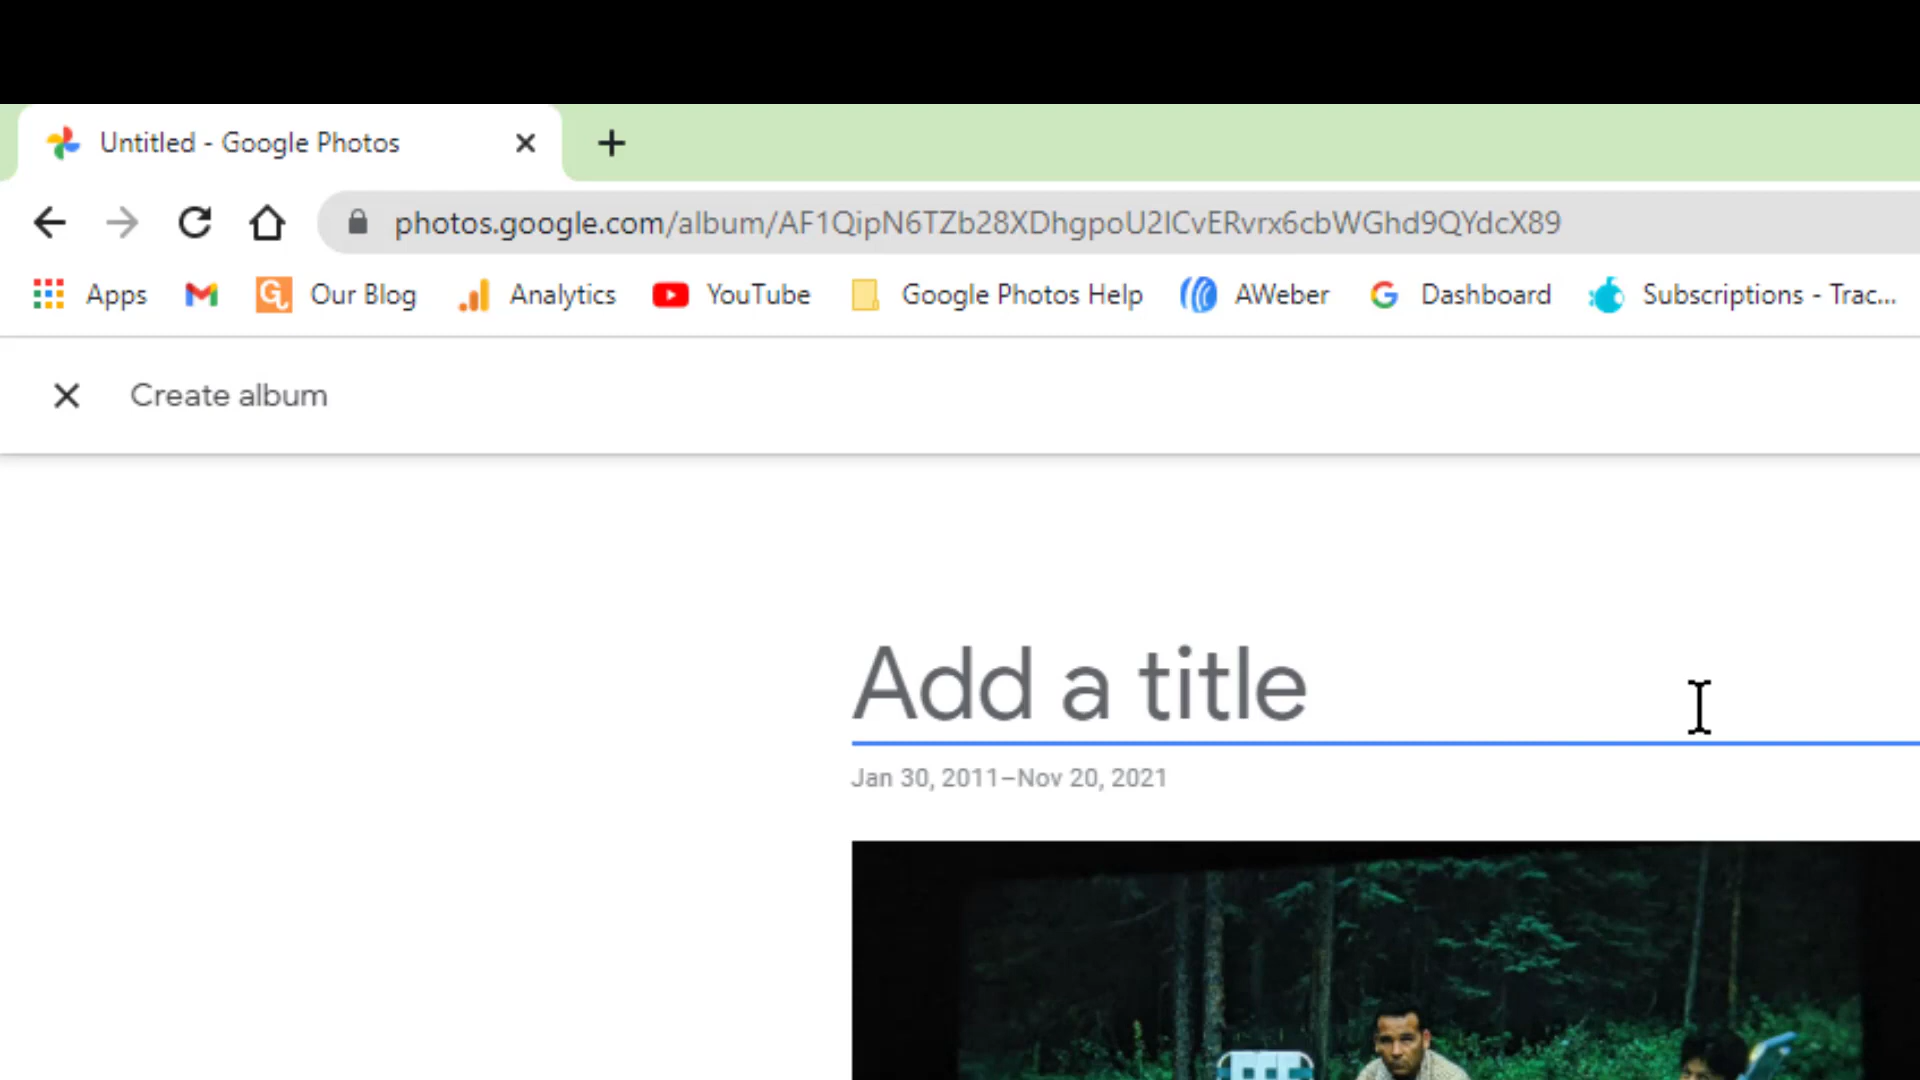 Untitled - Google Photos
photos.google.com/album/AF1QipN6TZb28XDhgpoU2ICvERvrx6cbWGhd9QYdcX89
Apps Our Blog Analytics YouTube Google Photos Help AWeber Dashboard Subscriptions - Trac...
Create album
Add a title
Jan 30, 2011–Nov 20, 2021